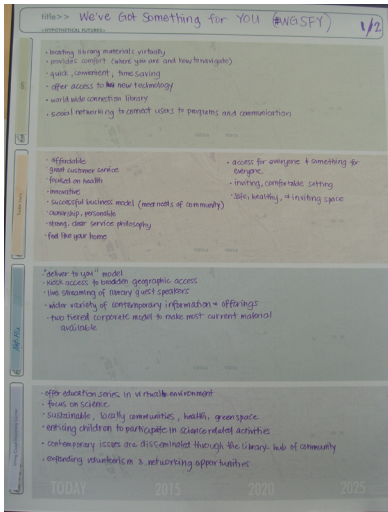 title>> We've Got Something for YOU (#WGSFY)
1/2
<HYPOTHETICAL FUTURES>
• locating library materials virtually
• provides comfort (where you are and how to navigate)
• quick, convenient, time saving
• offer access to new technology
• world wide connection library
• social networking to connect users to programs and communication
• affordable
great customer service
• focused on health
• innovative
• successful business model (meet needs of community)
• ownership, personable
• strong, clear service philosophy
• feel like your home
• access for everyone & something for
everyone.
• inviting, comfortable setting
• safe, healthy, & inviting space
"deliver to you" model
• kiosk access to broaden geographic access
• live streaming of library guest speakers
• wider variety of contemporary information & offerings
• two tiered corporate model to make most current material
available
• offer education series in virtual environment
• focus on science
• sustainable, locally communities, health, green space
• enticing children to participate in science related activities
• contemporary issues are disseminated through the library - hub of community
• expanding volunteerism & networking opportunities
TODAY 2015 2020 2025